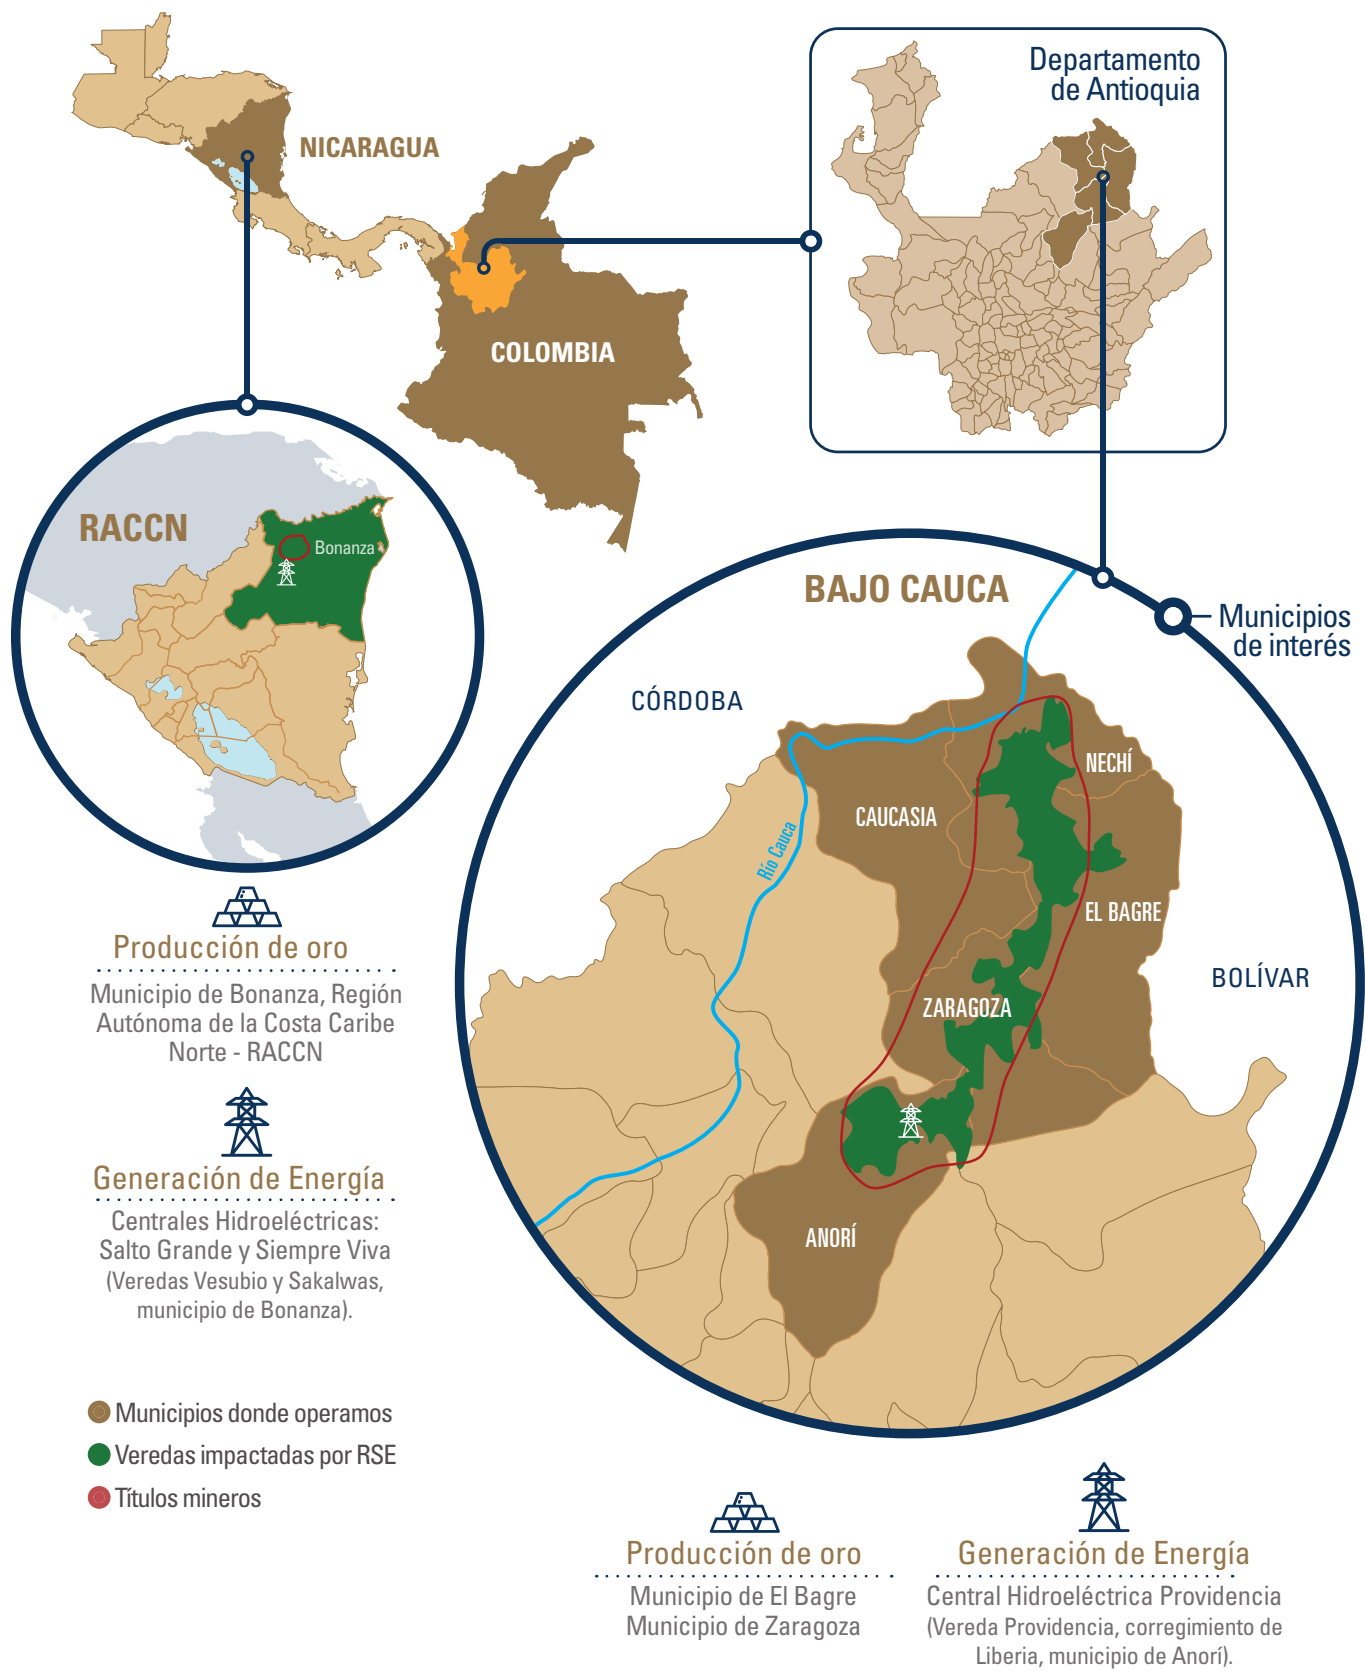 NICARAGUA
COLOMBIA
Departamento
de Antioquia
RACCN
Bonanza
BAJO CAUCA
Municipios
de interés
CÓRDOBA
NECHÍ
CAUCASIA
Río Cauca
EL BAGRE
BOLÍVAR
ZARAGOZA
ANORÍ
Producción de oro
Municipio de Bonanza, Región
Autónoma de la Costa Caribe
Norte - RACCN
Generación de Energía
Centrales Hidroeléctricas:
Salto Grande y Siempre Viva
(Veredas Vesubio y Sakalwas,
municipio de Bonanza).
Municipios donde operamos
Veredas impactadas por RSE
Títulos mineros
Producción de oro
Municipio de El Bagre
Municipio de Zaragoza
Generación de Energía
Central Hidroeléctrica Providencia
(Vereda Providencia, corregimiento de
Liberia, municipio de Anorí).